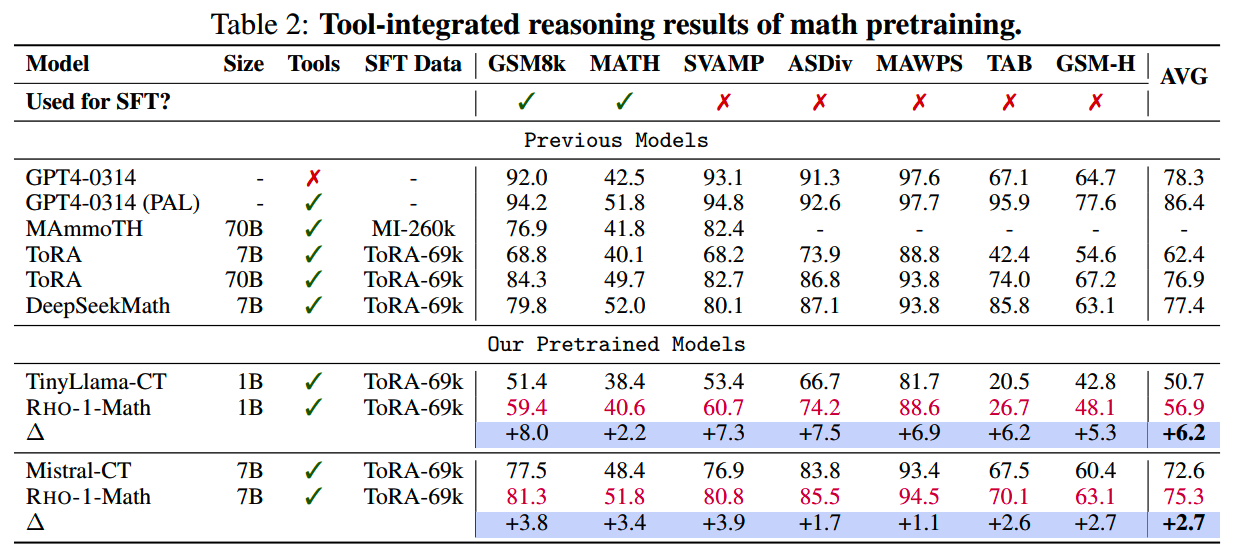 Table 2: Tool-integrated reasoning results of math pretraining.
Model Size Tools SFT Data GSM8k MATH SVAMP ASDiv MAWPS TAB GSM-H AVG
Used for SFT? ✓ ✓ ✗ ✗ ✗ ✗ ✗
Previous Models
GPT4-0314 - ✗ - 92.0 42.5 93.1 91.3 97.6 67.1 64.7 78.3
GPT4-0314 (PAL) - ✓ - 94.2 51.8 94.8 92.6 97.7 95.9 77.6 86.4
MAmmoTH 70B ✓ MI-260k 76.9 41.8 82.4 - - - - -
ToRA 7B ✓ ToRA-69k 68.8 40.1 68.2 73.9 88.8 42.4 54.6 62.4
ToRA 70B ✓ ToRA-69k 84.3 49.7 82.7 86.8 93.8 74.0 67.2 76.9
DeepSeekMath 7B ✓ ToRA-69k 79.8 52.0 80.1 87.1 93.8 85.8 63.1 77.4
Our Pretrained Models
TinyLlama-CT 1B ✓ ToRA-69k 51.4 38.4 53.4 66.7 81.7 20.5 42.8 50.7
RHO-1-Math 1B ✓ ToRA-69k 59.4 40.6 60.7 74.2 88.6 26.7 48.1 56.9
Δ +8.0 +2.2 +7.3 +7.5 +6.9 +6.2 +5.3 +6.2
Mistral-CT 7B ✓ ToRA-69k 77.5 48.4 76.9 83.8 93.4 67.5 60.4 72.6
RHO-1-Math 7B ✓ ToRA-69k 81.3 51.8 80.8 85.5 94.5 70.1 63.1 75.3
Δ +3.8 +3.4 +3.9 +1.7 +1.1 +2.6 +2.7 +2.7